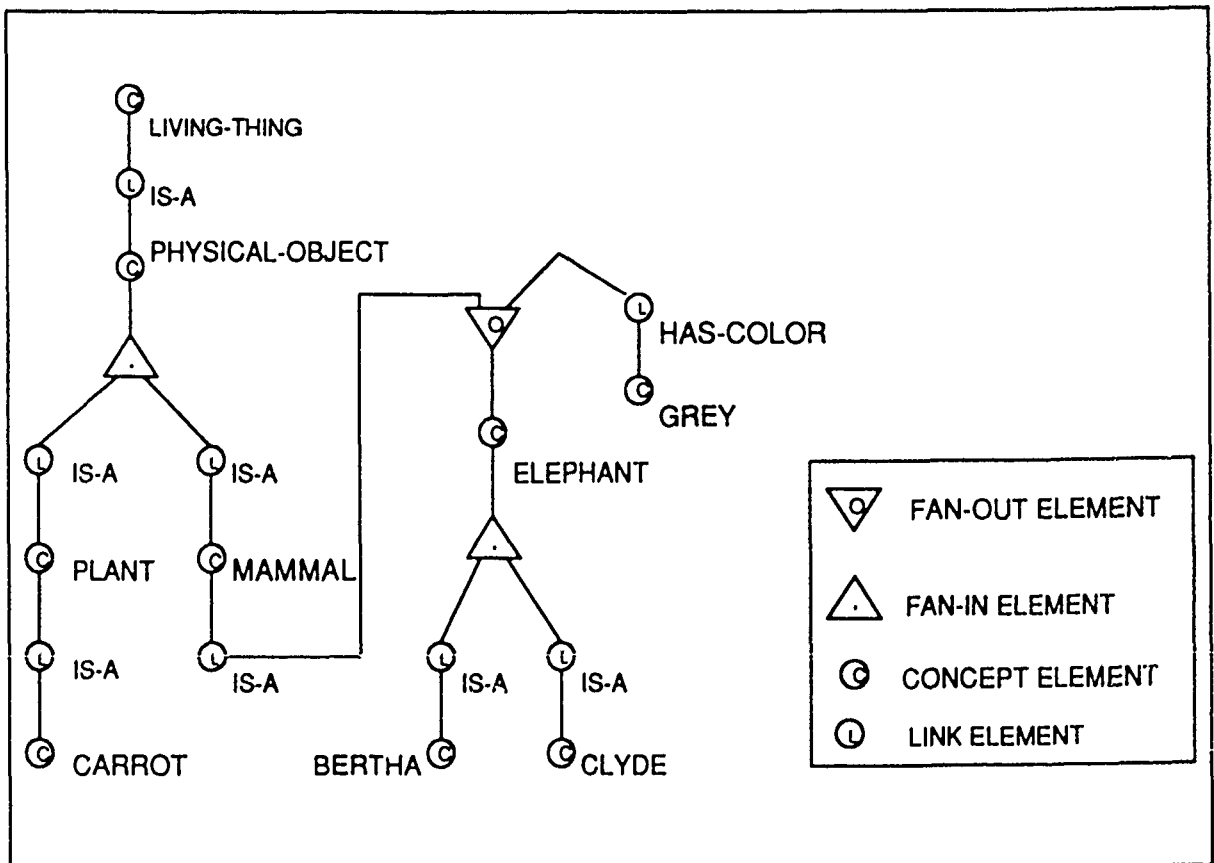 C
LIVING-THING
L
IS-A
C
PHYSICAL-OBJECT
O
L
HAS-COLOR
C
GREY
C
ELEPHANT
L
IS-A
L
IS-A
C
PLANT
C
MAMMAL
L
IS-A
L
IS-A
L
IS-A
L
IS-A
C
CARROT
BERTHA
C
C
CLYDE
O
FAN-OUT ELEMENT
FAN-IN ELEMENT
C
CONCEPT ELEMENT
L
LINK ELEMENT